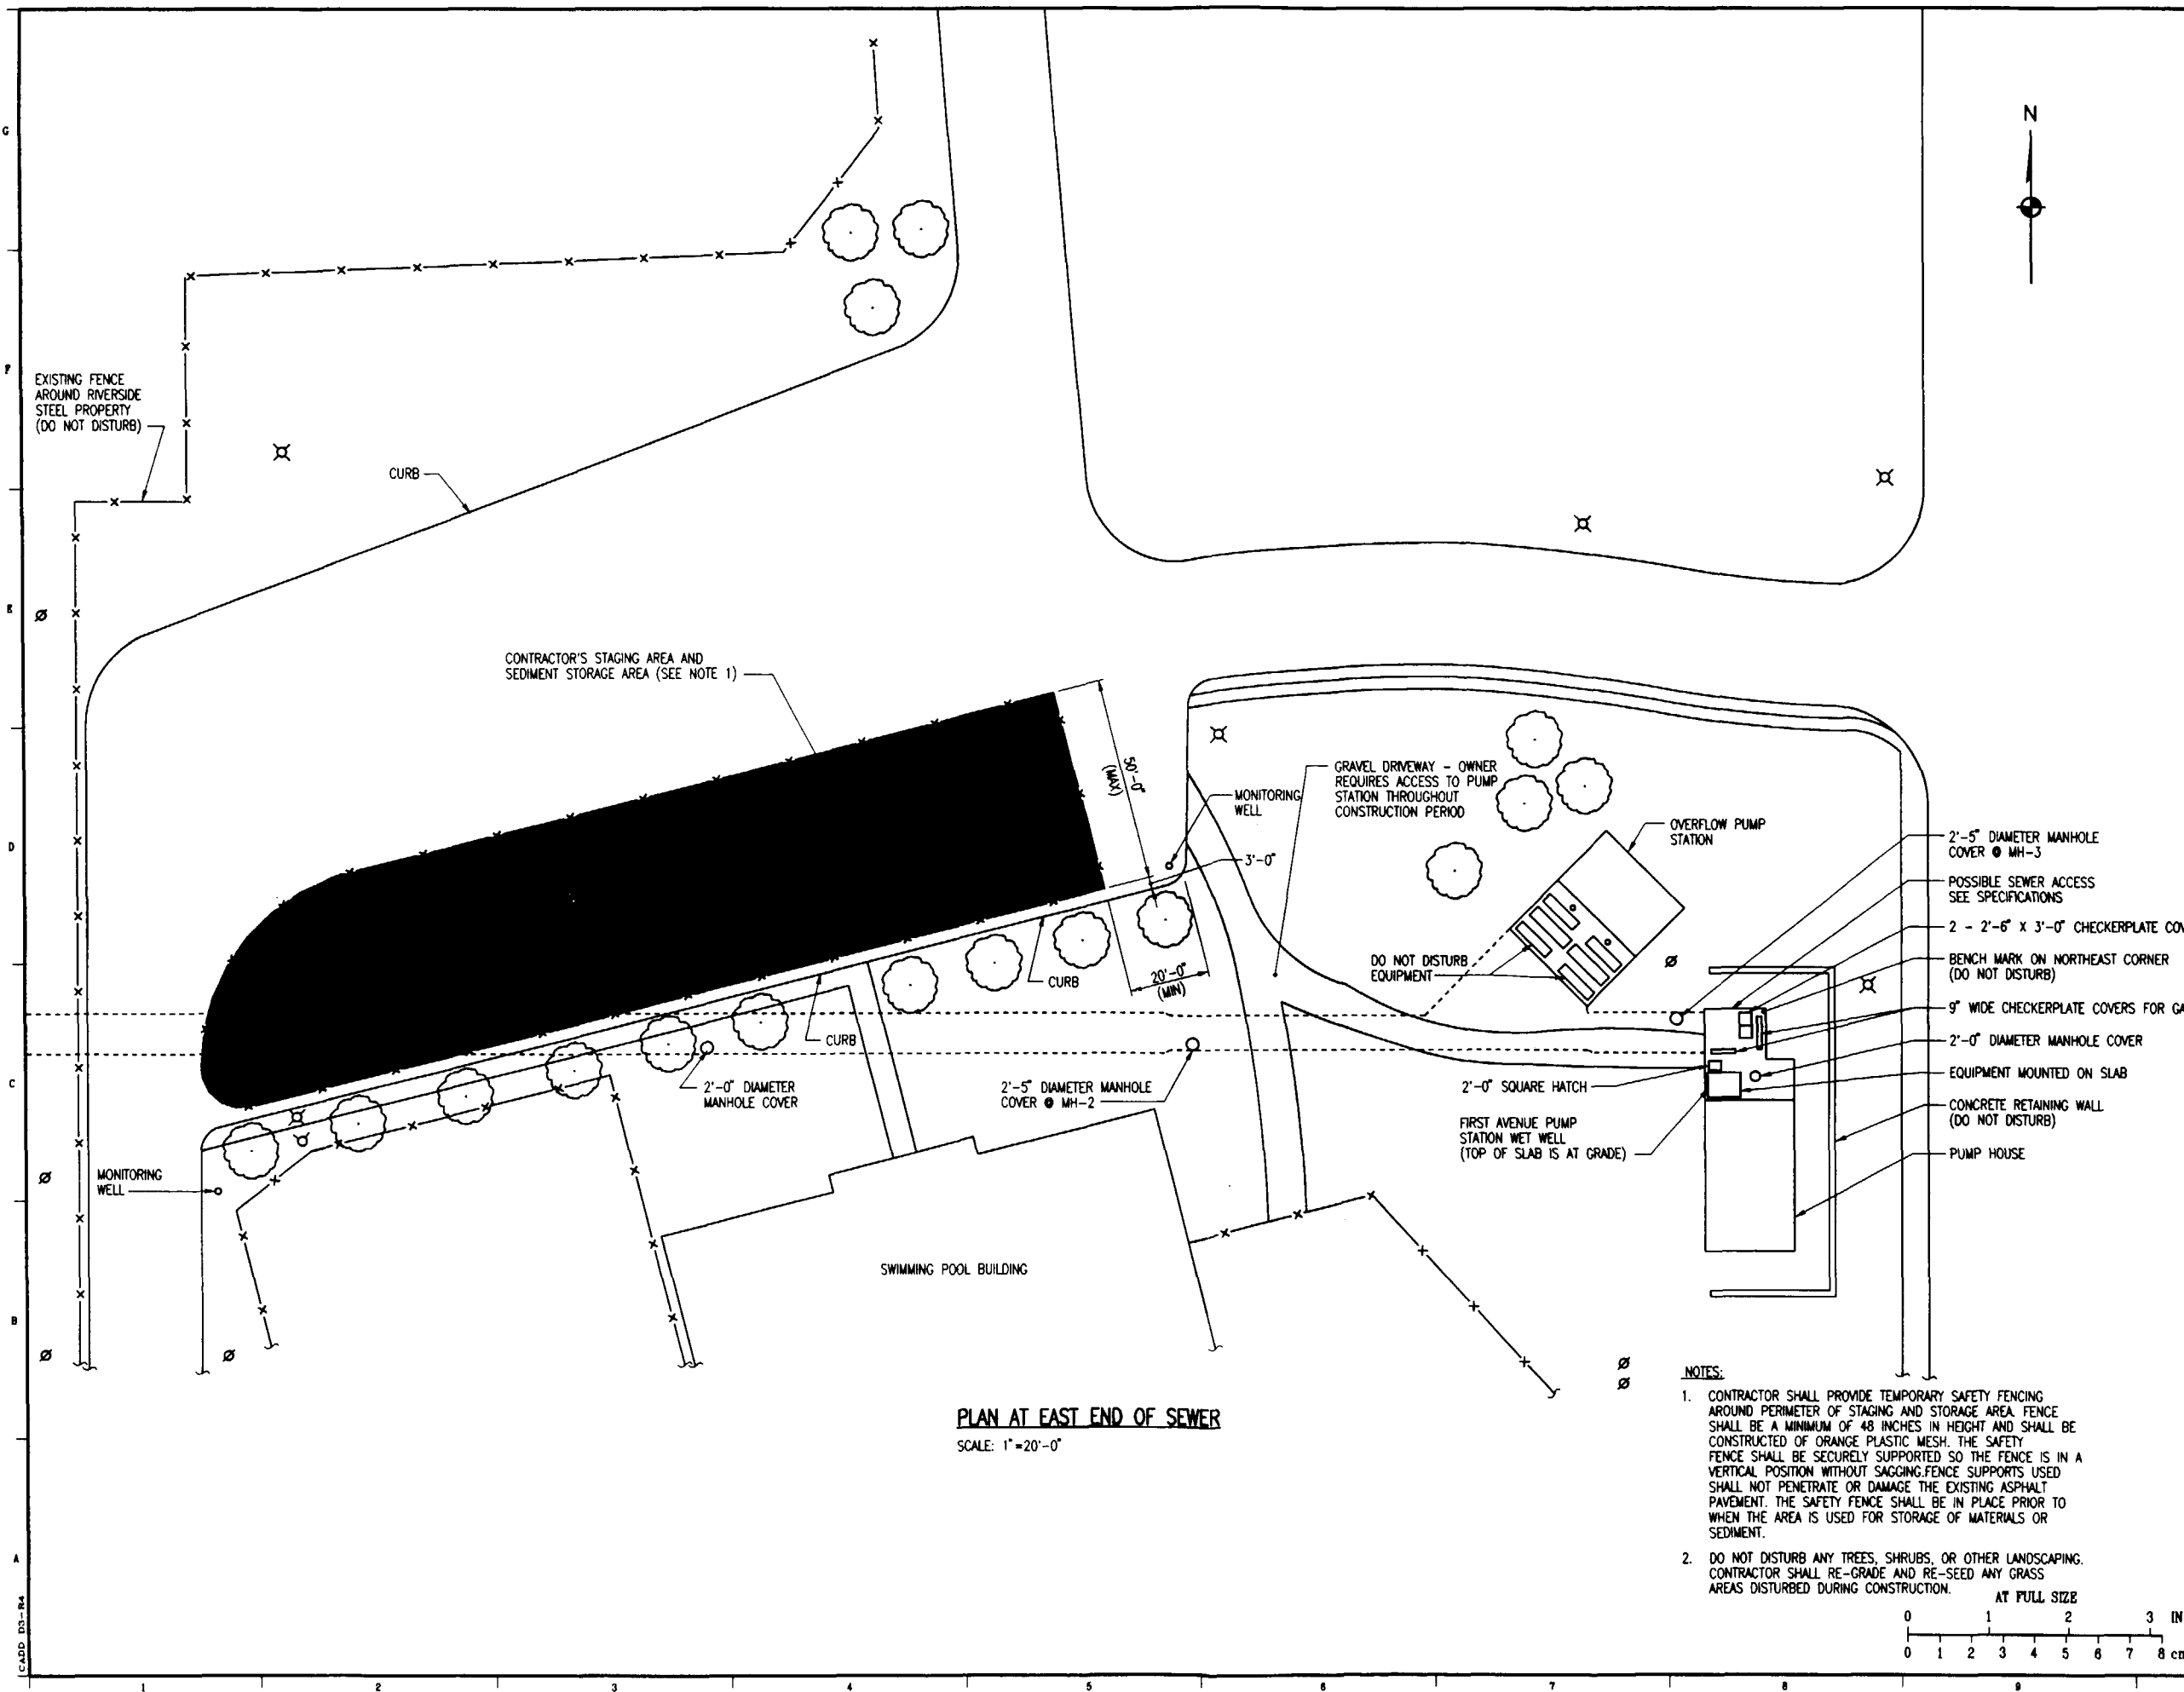 N
G
F
E
D
C
B
A
EXISTING FENCE
AROUND RIVERSIDE
STEEL PROPERTY
(DO NOT DISTURB)
CURB
CONTRACTOR'S STAGING AREA AND
SEDIMENT STORAGE AREA (SEE NOTE 1)
50'-0"
(MAX)
GRAVEL DRIVEWAY - OWNER
REQUIRES ACCESS TO PUMP
STATION THROUGHOUT
CONSTRUCTION PERIOD
MONITORING
WELL
3'-0"
OVERFLOW PUMP
STATION
2'-5" DIAMETER MANHOLE
COVER @ MH-3
POSSIBLE SEWER ACCESS
SEE SPECIFICATIONS
2 - 2'-6" X 3'-0" CHECKERPLATE COV
BENCH MARK ON NORTHEAST CORNER
(DO NOT DISTURB)
9" WIDE CHECKERPLATE COVERS FOR GA
2'-0" DIAMETER MANHOLE COVER
EQUIPMENT MOUNTED ON SLAB
CONCRETE RETAINING WALL
(DO NOT DISTURB)
PUMP HOUSE
DO NOT DISTURB
EQUIPMENT
CURB
20'-0"
(MIN)
CURB
2'-0" DIAMETER
MANHOLE COVER
2'-5" DIAMETER MANHOLE
COVER @ MH-2
2'-0" SQUARE HATCH
FIRST AVENUE PUMP
STATION WET WELL
(TOP OF SLAB IS AT GRADE)
MONITORING
WELL
SWIMMING POOL BUILDING
PLAN AT EAST END OF SEWER
SCALE: 1"=20'-0"
NOTES:
1. CONTRACTOR SHALL PROVIDE TEMPORARY SAFETY FENCING
AROUND PERIMETER OF STAGING AND STORAGE AREA. FENCE
SHALL BE A MINIMUM OF 48 INCHES IN HEIGHT AND SHALL BE
CONSTRUCTED OF ORANGE PLASTIC MESH. THE SAFETY
FENCE SHALL BE SECURELY SUPPORTED SO THE FENCE IS IN A
VERTICAL POSITION WITHOUT SAGGING.FENCE SUPPORTS USED
SHALL NOT PENETRATE OR DAMAGE THE EXISTING ASPHALT
PAVEMENT. THE SAFETY FENCE SHALL BE IN PLACE PRIOR TO
WHEN THE AREA IS USED FOR STORAGE OF MATERIALS OR
SEDIMENT.
2. DO NOT DISTURB ANY TREES, SHRUBS, OR OTHER LANDSCAPING.
CONTRACTOR SHALL RE-GRADE AND RE-SEED ANY GRASS
AREAS DISTURBED DURING CONSTRUCTION.
AT FULL SIZE
0 1 2 3 IN
0 1 2 3 4 5 6 7 8 cm
CADD D3-R4
1 2 3 4 5 6 7 8 9